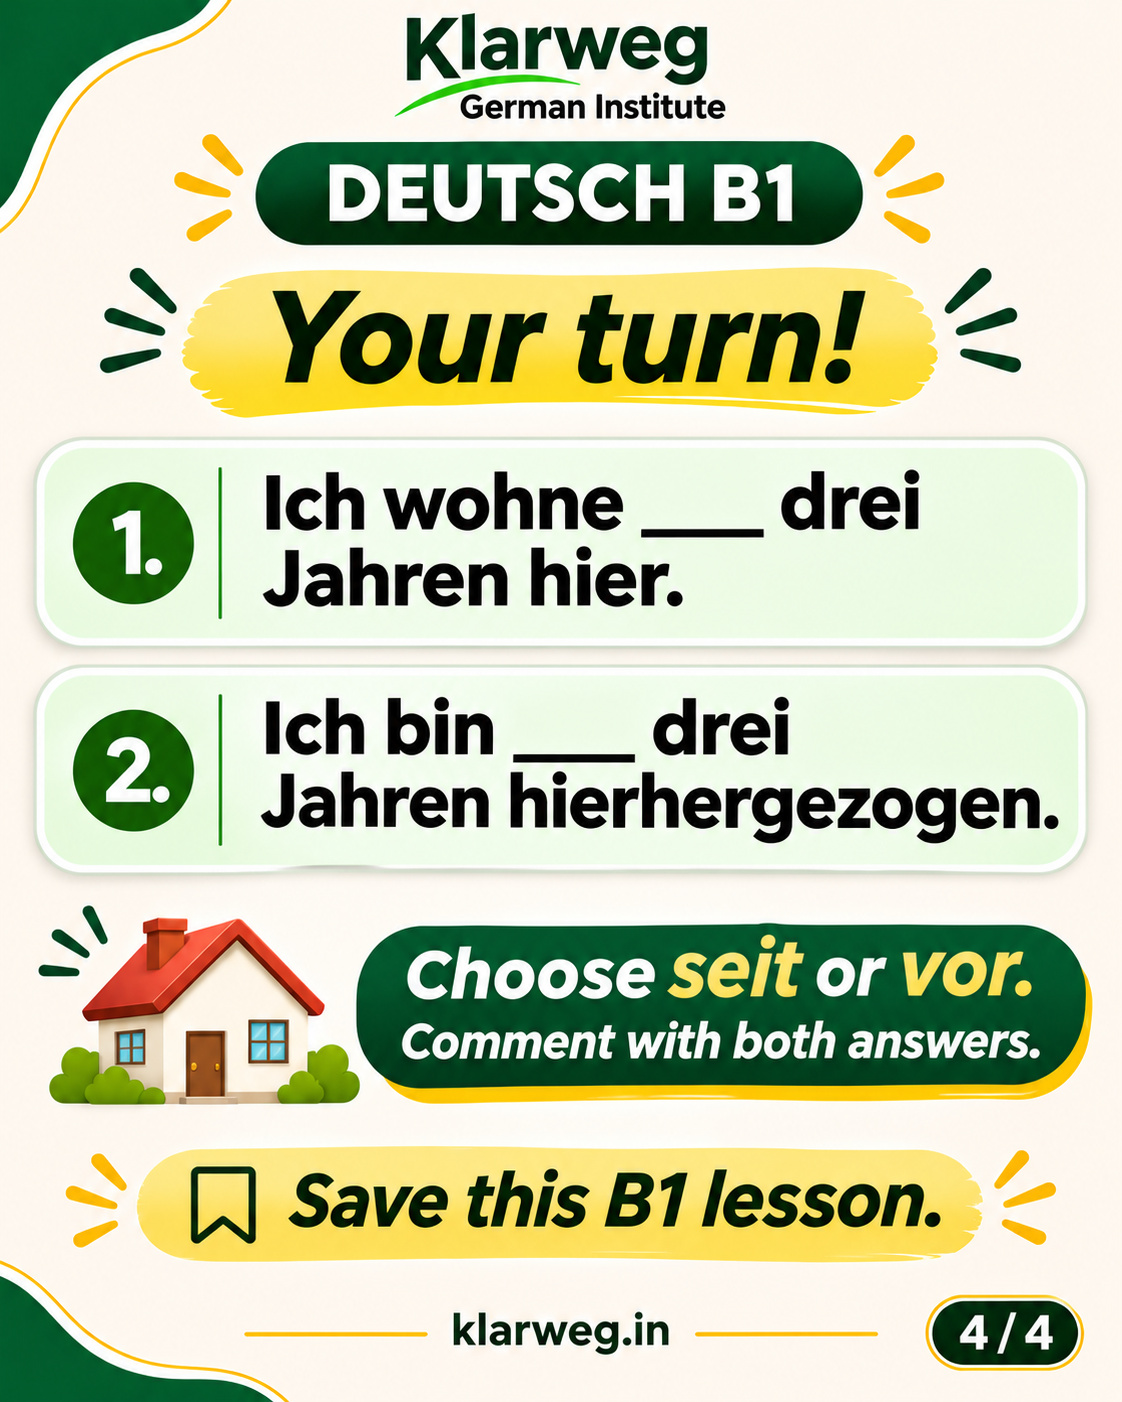 Klarweg
German Institute
DEUTSCH B1
Your turn!
1.
Ich wohne ___ drei
Jahren hier.
2.
Ich bin ___ drei
Jahren hierhergezogen.
Choose seit or vor.
Comment with both answers.
Save this B1 lesson.
klarweg.in
4 / 4